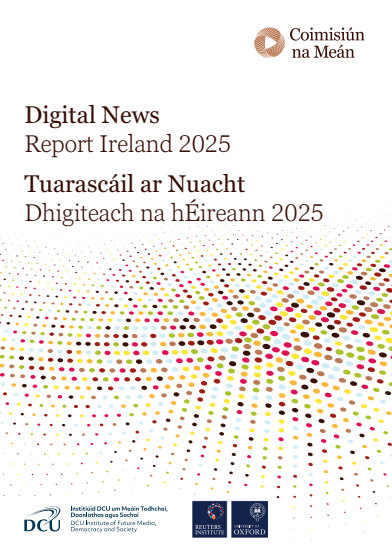 Coimisiún
na Meán
Digital News
Report Ireland 2025
Tuarascáil ar Nuacht
Dhigiteach na hÉireann 2025
DCU
Institiúid DCU um Meáin Todhchaí,
Daonlathas agus Sochaí
DCU Institute of Future Media,
Democracy and Society
REUTERS
INSTITUTE
UNIVERSITY OF
OXFORD